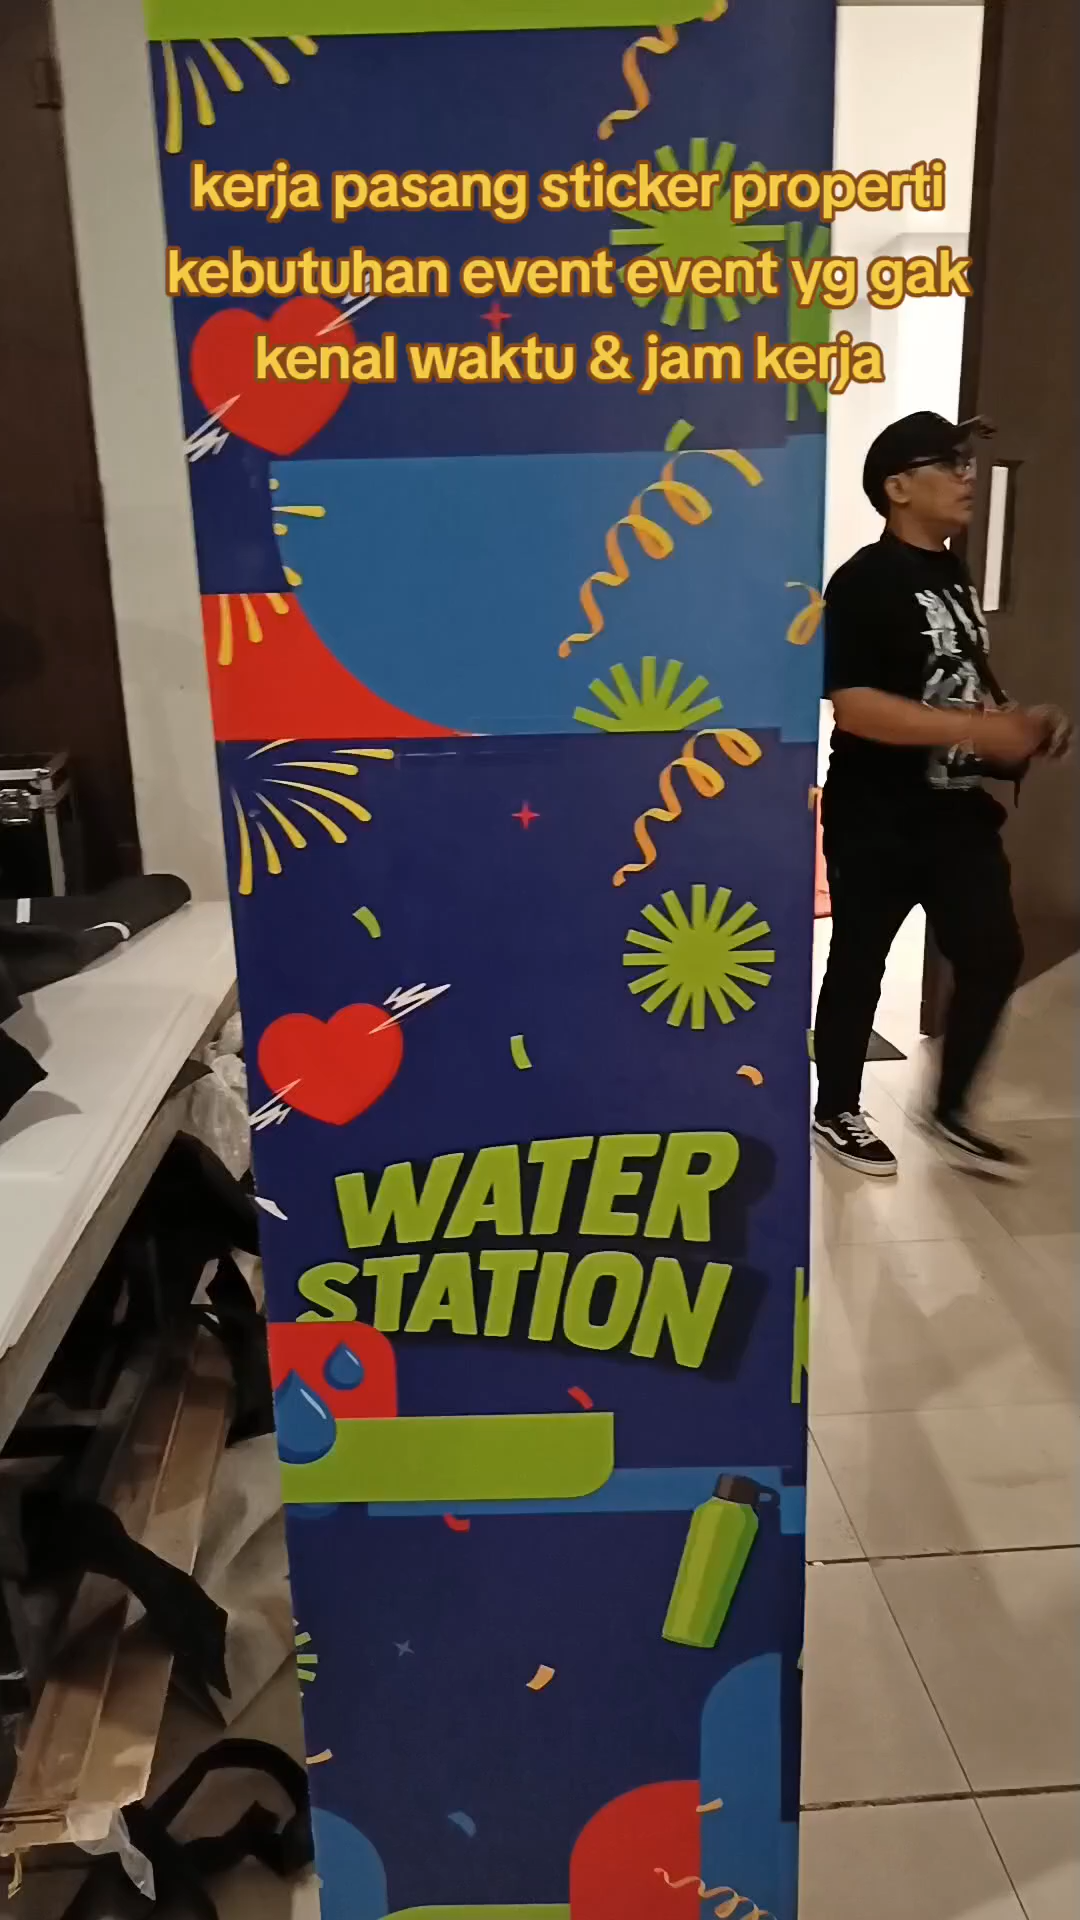 kerja pasang sticker properti
kebutuhan event event yg gak
kenal waktu & jam kerja
WATER
STATION